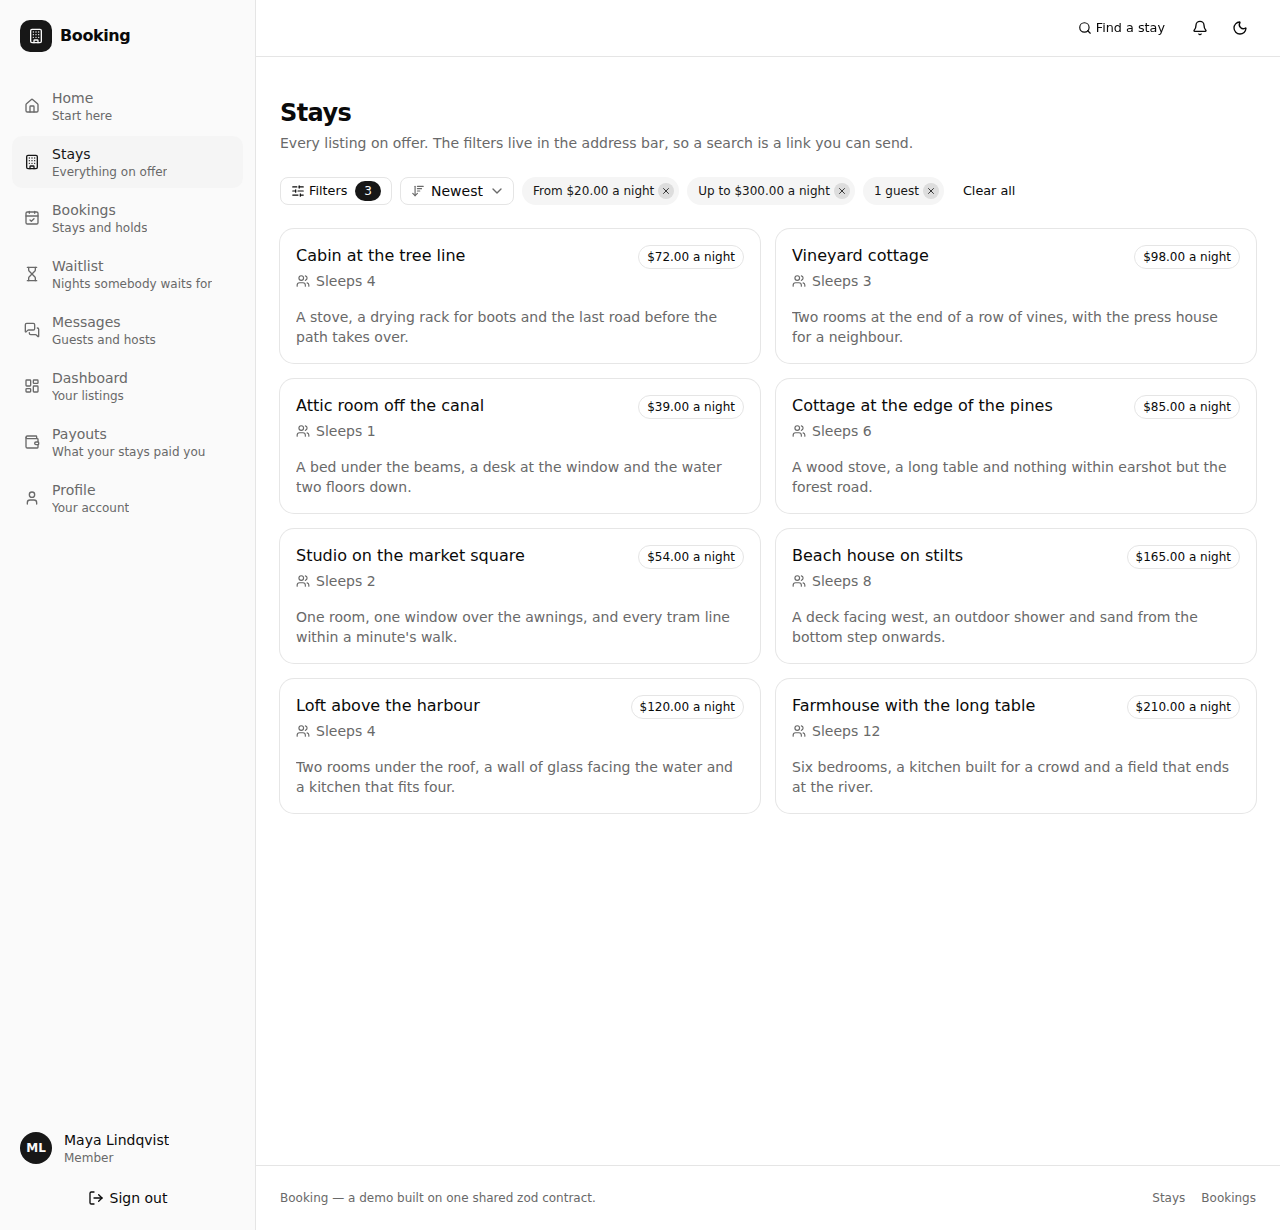 Booking
Home
Start here
Stays
Everything on offer
Bookings
Stays and holds
Waitlist
Nights somebody waits for
Messages
Guests and hosts
Dashboard
Your listings
Payouts
What your stays paid you
Profile
Your account
ML
Maya Lindqvist
Member
Sign out
Find a stay
Stays
Every listing on offer. The filters live in the address bar, so a search is a link you can send.
Filters 3 Newest From $20.00 a night Up to $300.00 a night 1 guest Clear all
Cabin at the tree line $72.00 a night
Sleeps 4
A stove, a drying rack for boots and the last road before the
path takes over.
Vineyard cottage $98.00 a night
Sleeps 3
Two rooms at the end of a row of vines, with the press house
for a neighbour.
Attic room off the canal $39.00 a night
Sleeps 1
A bed under the beams, a desk at the window and the water
two floors down.
Cottage at the edge of the pines $85.00 a night
Sleeps 6
A wood stove, a long table and nothing within earshot but the
forest road.
Studio on the market square $54.00 a night
Sleeps 2
One room, one window over the awnings, and every tram line
within a minute's walk.
Beach house on stilts $165.00 a night
Sleeps 8
A deck facing west, an outdoor shower and sand from the
bottom step onwards.
Loft above the harbour $120.00 a night
Sleeps 4
Two rooms under the roof, a wall of glass facing the water and
a kitchen that fits four.
Farmhouse with the long table $210.00 a night
Sleeps 12
Six bedrooms, a kitchen built for a crowd and a field that ends
at the river.
Booking — a demo built on one shared zod contract.
Stays Bookings